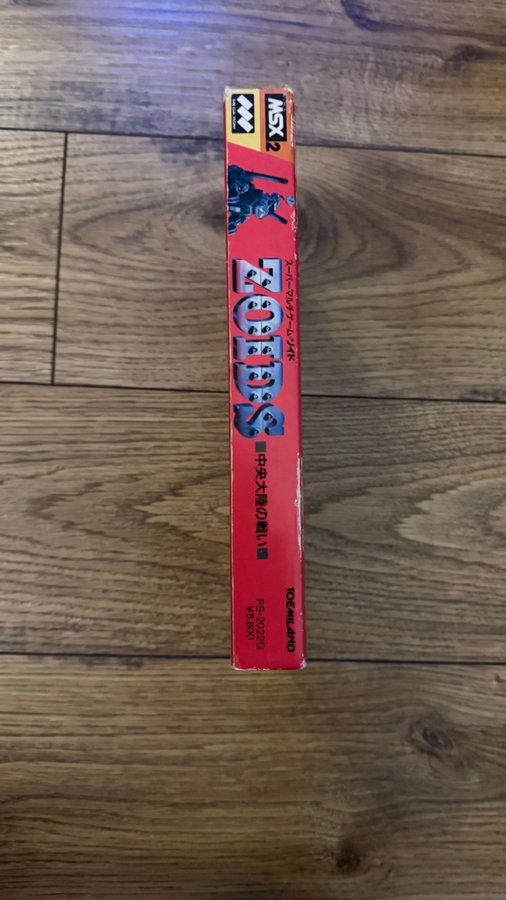 MSX2
スーパーマルチゲーム・ゾイド
ZOIDS
中央大陸の戦い
TOEMILAND
PS-2022G
¥5,800